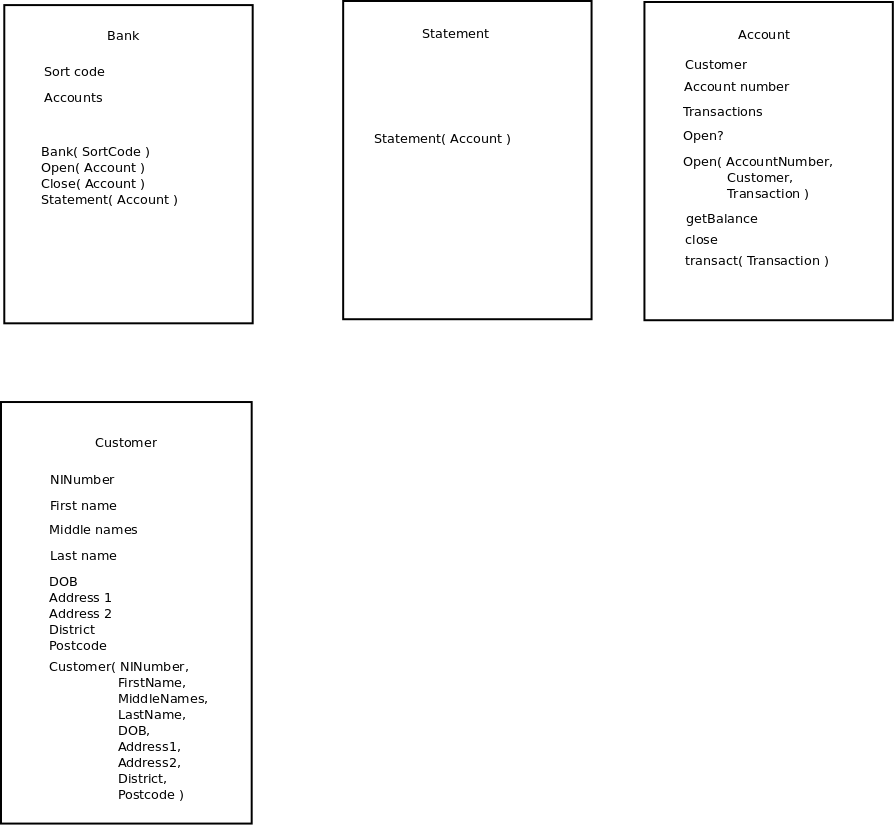 Bank
Sort code
Accounts
Bank( SortCode )
Open( Account )
Close( Account )
Statement( Account )
Statement
Statement( Account )
Account
Customer
Account number
Transactions
Open?
Open( AccountNumber,
Customer,
Transaction )
getBalance
close
transact( Transaction )
Customer
NINumber
First name
Middle names
Last name
DOB
Address 1
Address 2
District
Postcode
Customer( NINumber,
FirstName,
MiddleNames,
LastName,
DOB,
Address1,
Address2,
District,
Postcode )